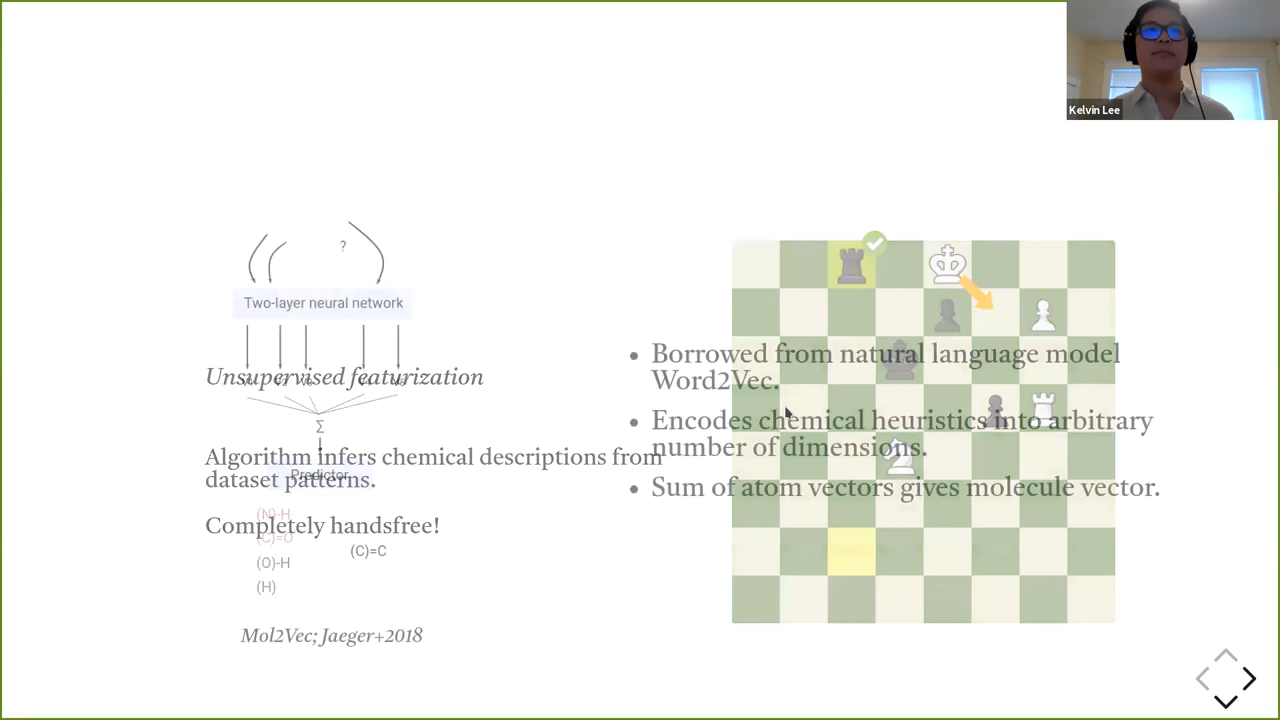 Kelvin Lee
?
Two-layer neural network
Unsupervised featurization
Σ
Algorithm infers chemical descriptions from
dataset patterns.
Predictor
Completely handsfree!
(N)-H
(C)=O
(O)-H
(H)
(C)=C
Mol2Vec; Jaeger+2018
• Borrowed from natural language model
Word2Vec.
• Encodes chemical heuristics into arbitrary
number of dimensions.
• Sum of atom vectors gives molecule vector.